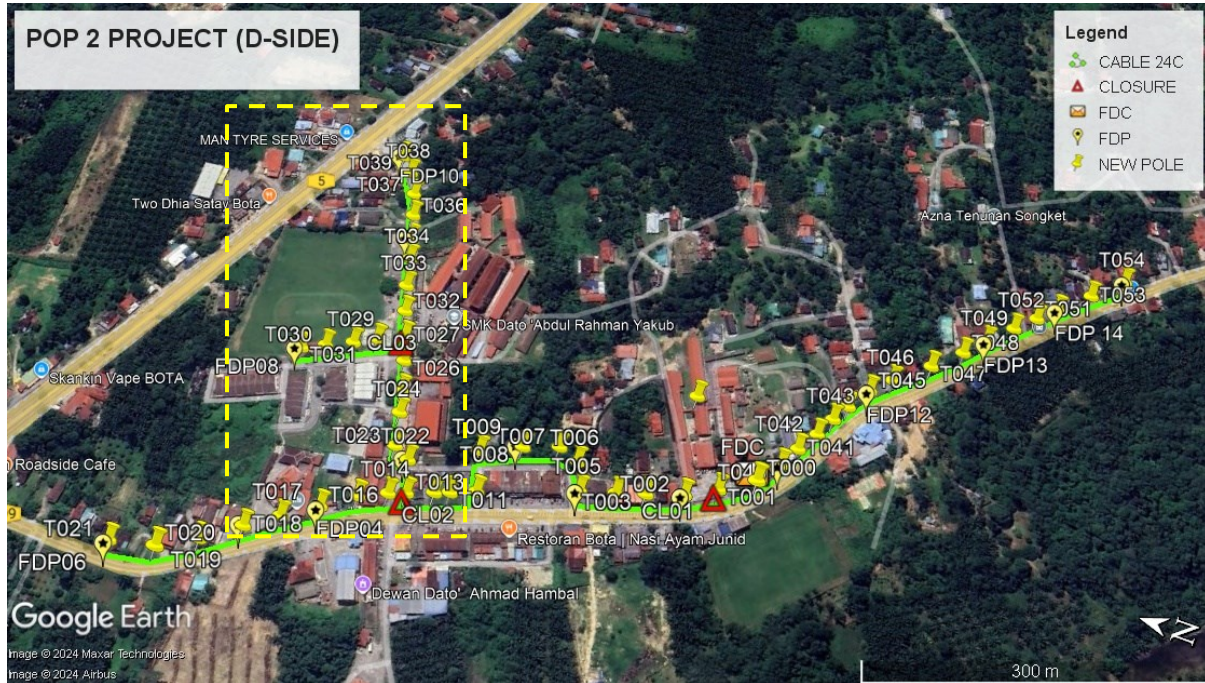 POP 2 PROJECT (D-SIDE)
Legend
CABLE 24C
CLOSURE
FDC
FDP
NEW POLE
MAN TYRE SERVICES
5
T038
T039
FDP10
T037
Two Dhia Satay Bota
T036
Azna Tenunan Songket
T034
T033
T054
T053
T032
T052
T051
T049
SMK Dato 'Abdul Rahman Yakub
T029
T027
T030
CL03
T031
FDP 14
T048
FDP08
T026
FDP13
T046
T047
T045
Skankin Vape BOTA
T024
T043
FDP12
T009
T042
T023
T022
T007
T006
T041
FDC
T008
T005
n Roadside Cafe
T014
T013
T04
T000
T017
T016
T011
T002
T003
T001
CL02
CL01
9
T021
T018
FDP04
T020
T019
FDP06
Restoran Bota | Nasi Ayam Junid
Dewan Dato' Ahmad Hambal
Google Earth
Image © 2024 Maxar Technologies
Image © 2024 Airbus
N
300 m